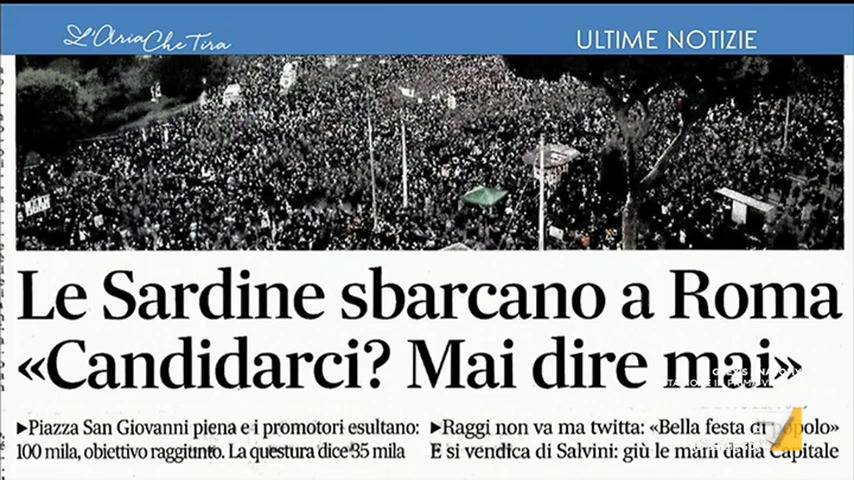 L'Aria Che Tira
ULTIME NOTIZIE
Le Sardine sbarcano a Roma
«Candidarci? Mai dire mai»
▸Piazza San Giovanni piena e i promotori esultano:
100 mila, obiettivo raggiunto. La questura dice 35 mila
▸Raggi non va ma twitta: «Bella festa di popolo»
E si vendica di Salvini: giù le mani dalla Capitale